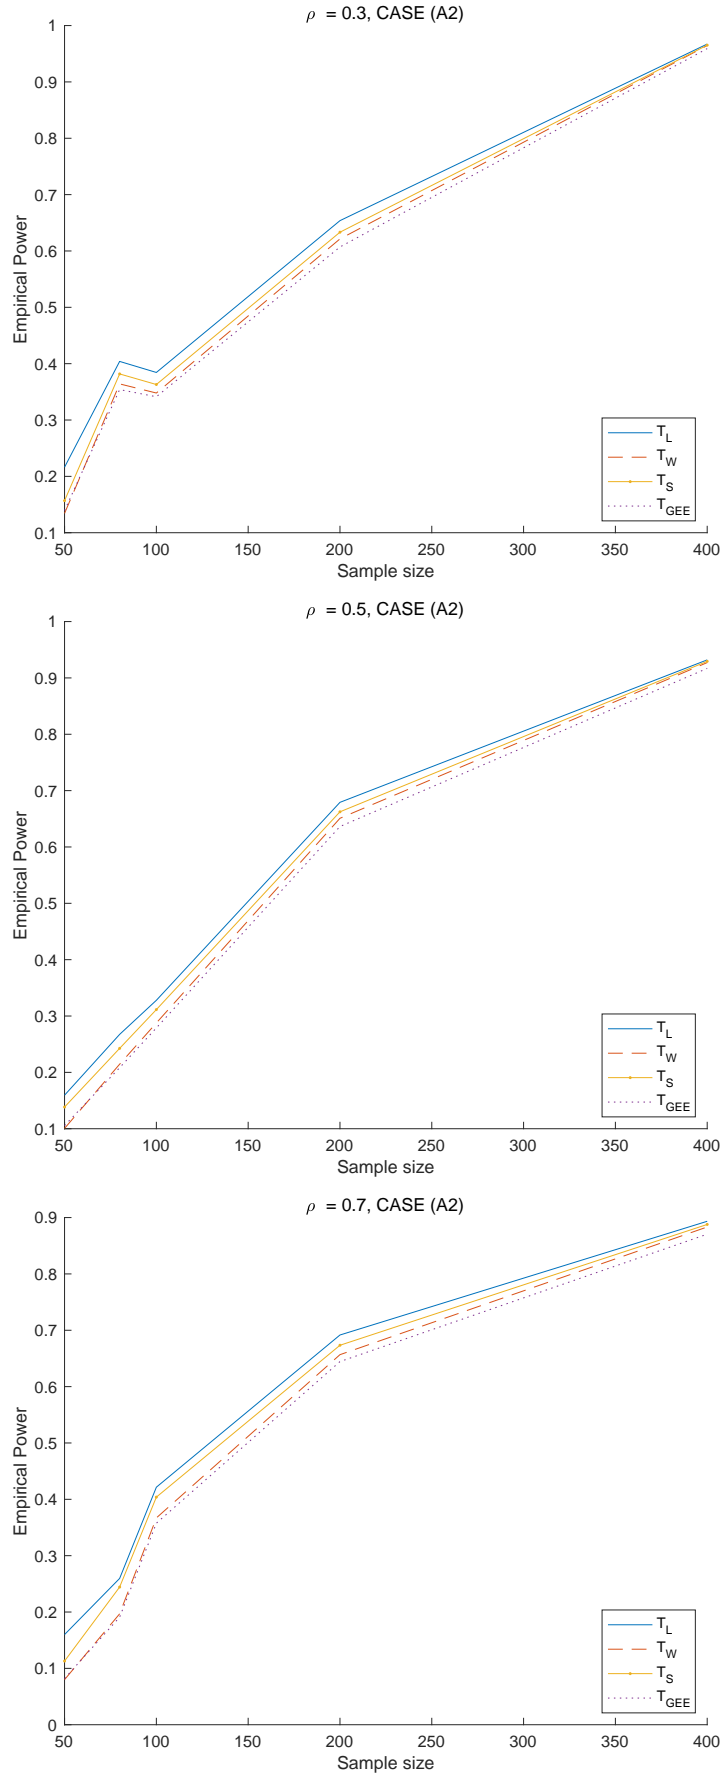 ρ = 0.3, CASE (A2)
1
0.9
0.8
0.7
0.6
0.5
0.4
0.3
0.2
0.1
Empirical Power
T_L
T_W
T_S
T_GEE
50 100 150 200 250 300 350 400
Sample size
ρ = 0.5, CASE (A2)
1
0.9
0.8
0.7
0.6
0.5
0.4
0.3
0.2
0.1
Empirical Power
T_L
T_W
T_S
T_GEE
50 100 150 200 250 300 350 400
Sample size
ρ = 0.7, CASE (A2)
0.9
0.8
0.7
0.6
0.5
0.4
0.3
0.2
0.1
0
Empirical Power
T_L
T_W
T_S
T_GEE
50 100 150 200 250 300 350 400
Sample size